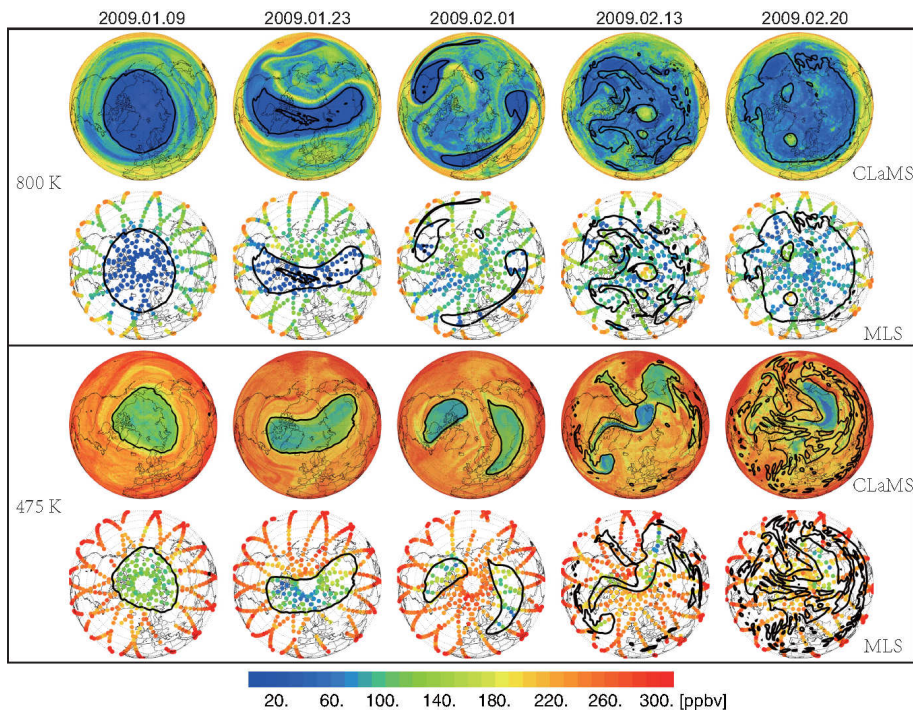 2009.01.09 2009.01.23 2009.02.01 2009.02.13 2009.02.20
CLaMS
800 K
MLS
CLaMS
475 K
MLS
20. 60. 100. 140. 180. 220. 260. 300. [ppbv]